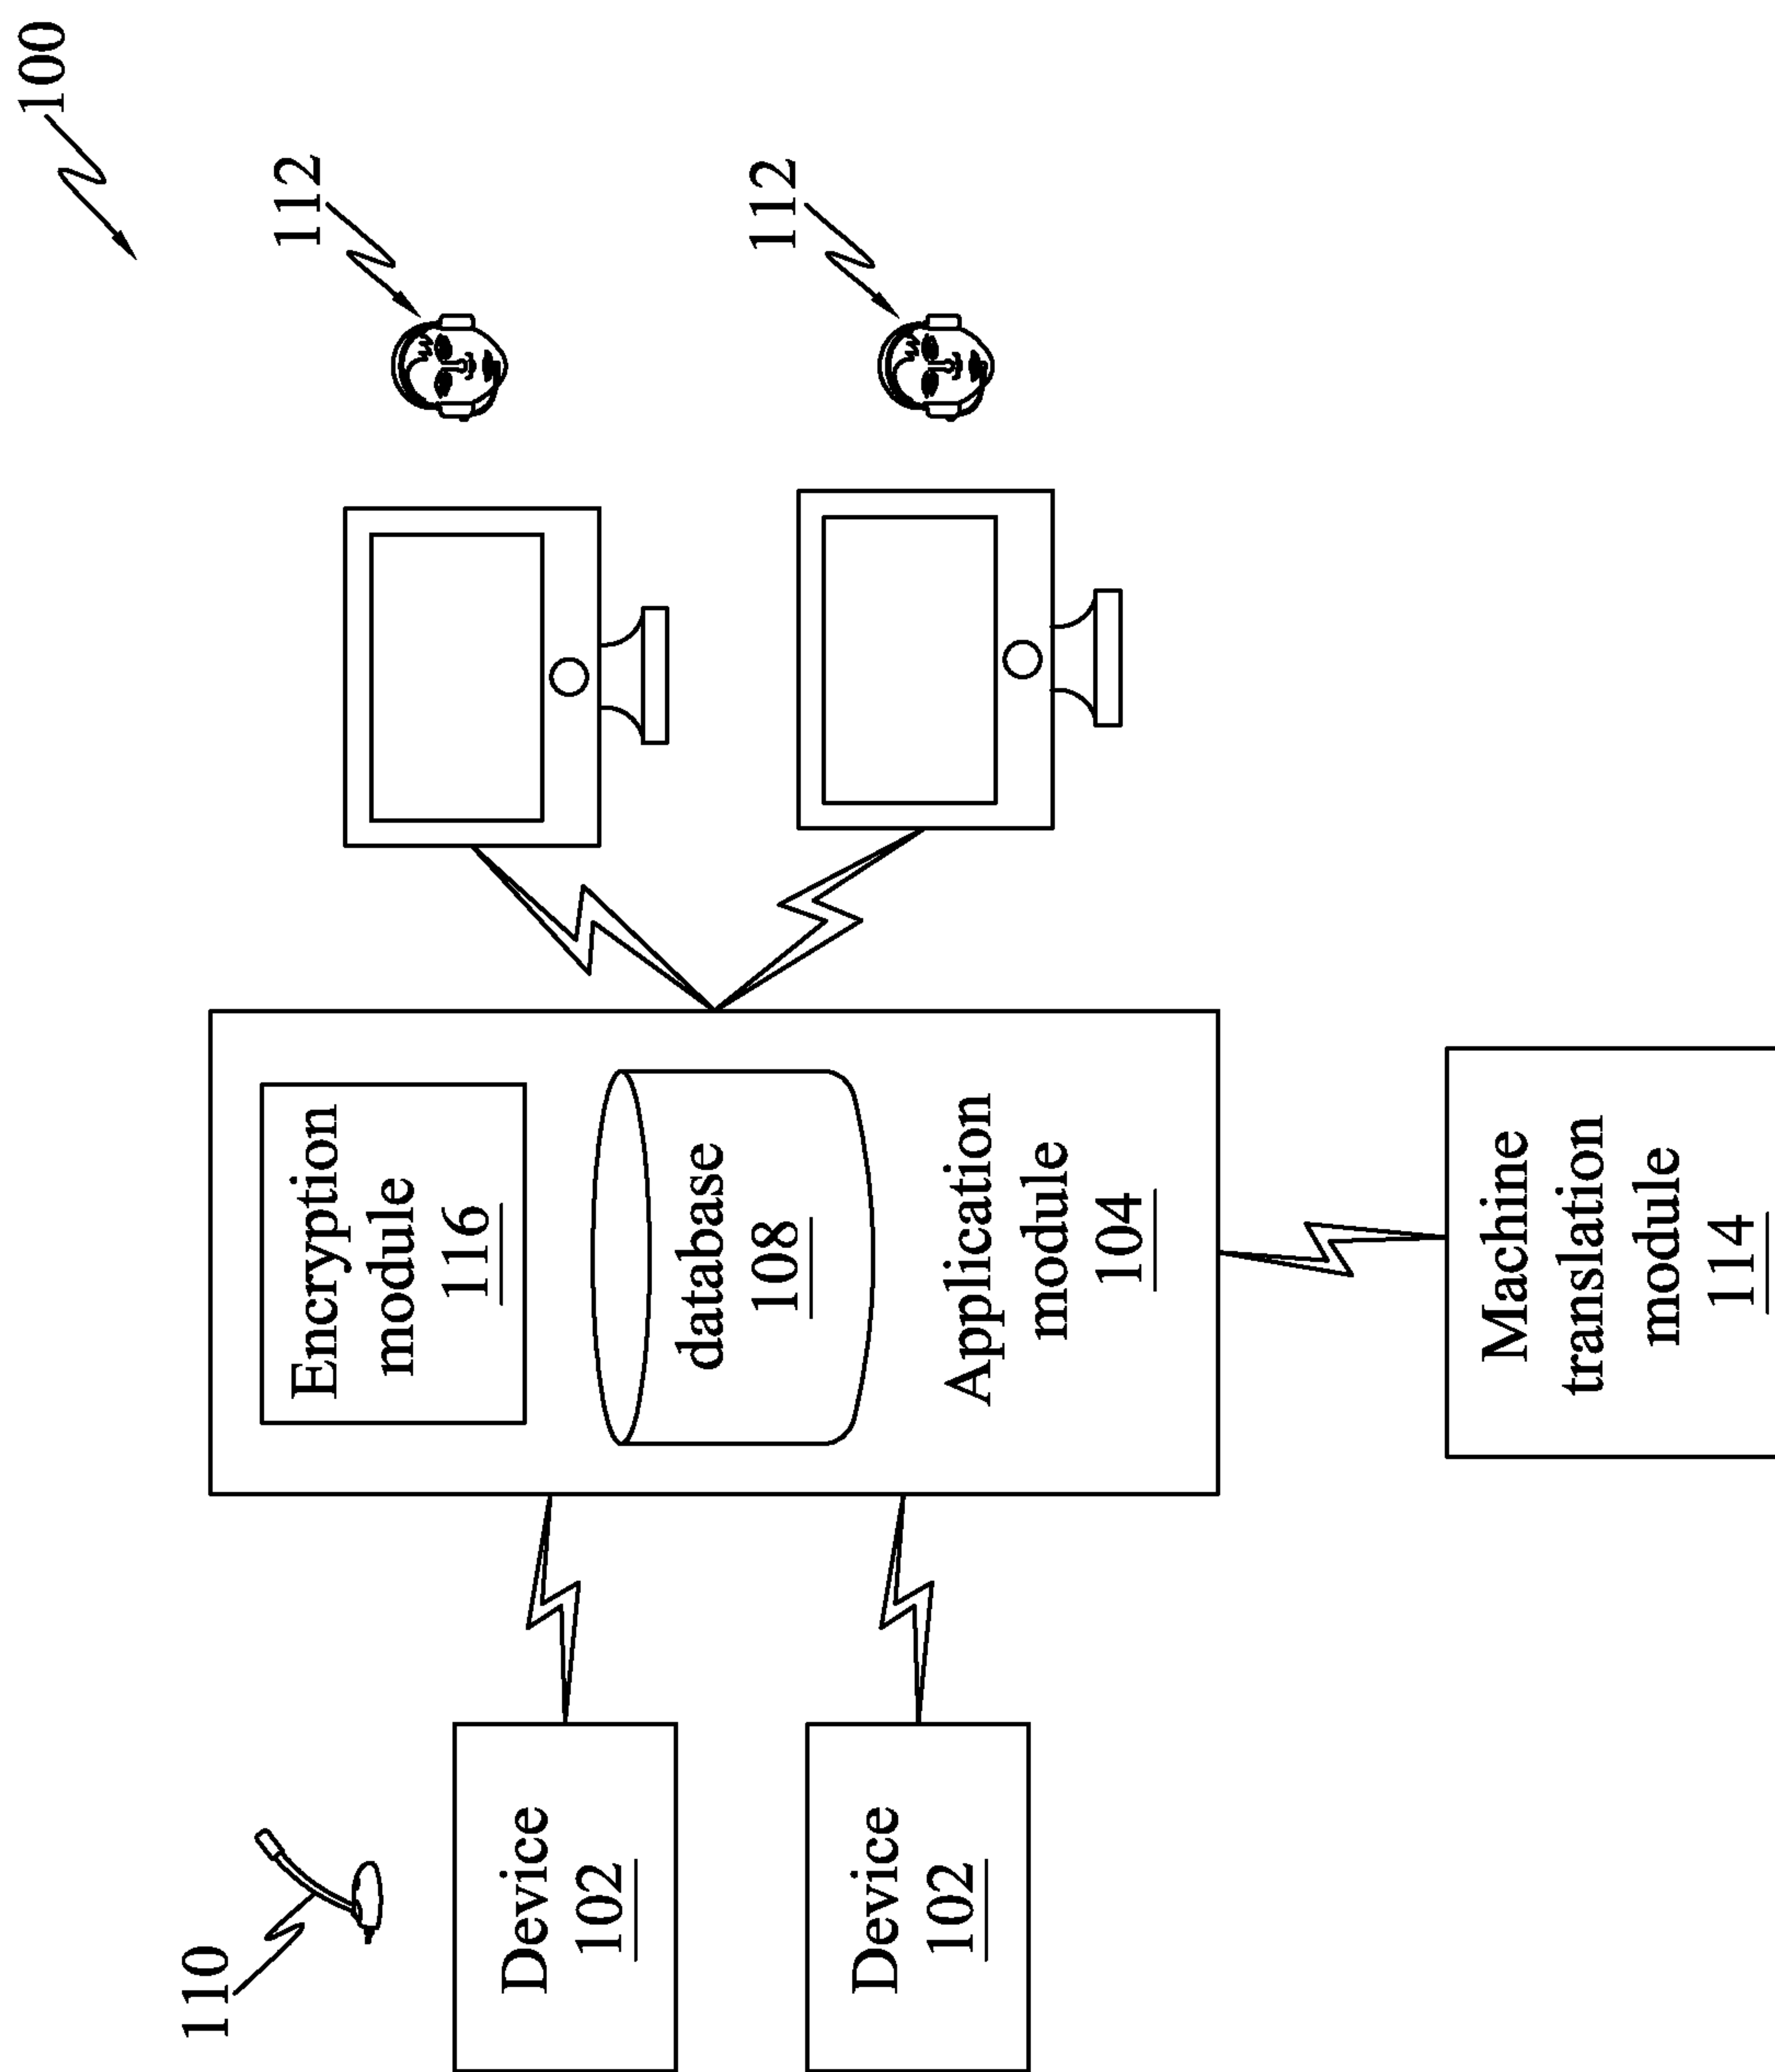 100
110
112
Encryption
module
116
Device
102
database
108
112
Device
102
Application
module
104
Machine
translation
module
114